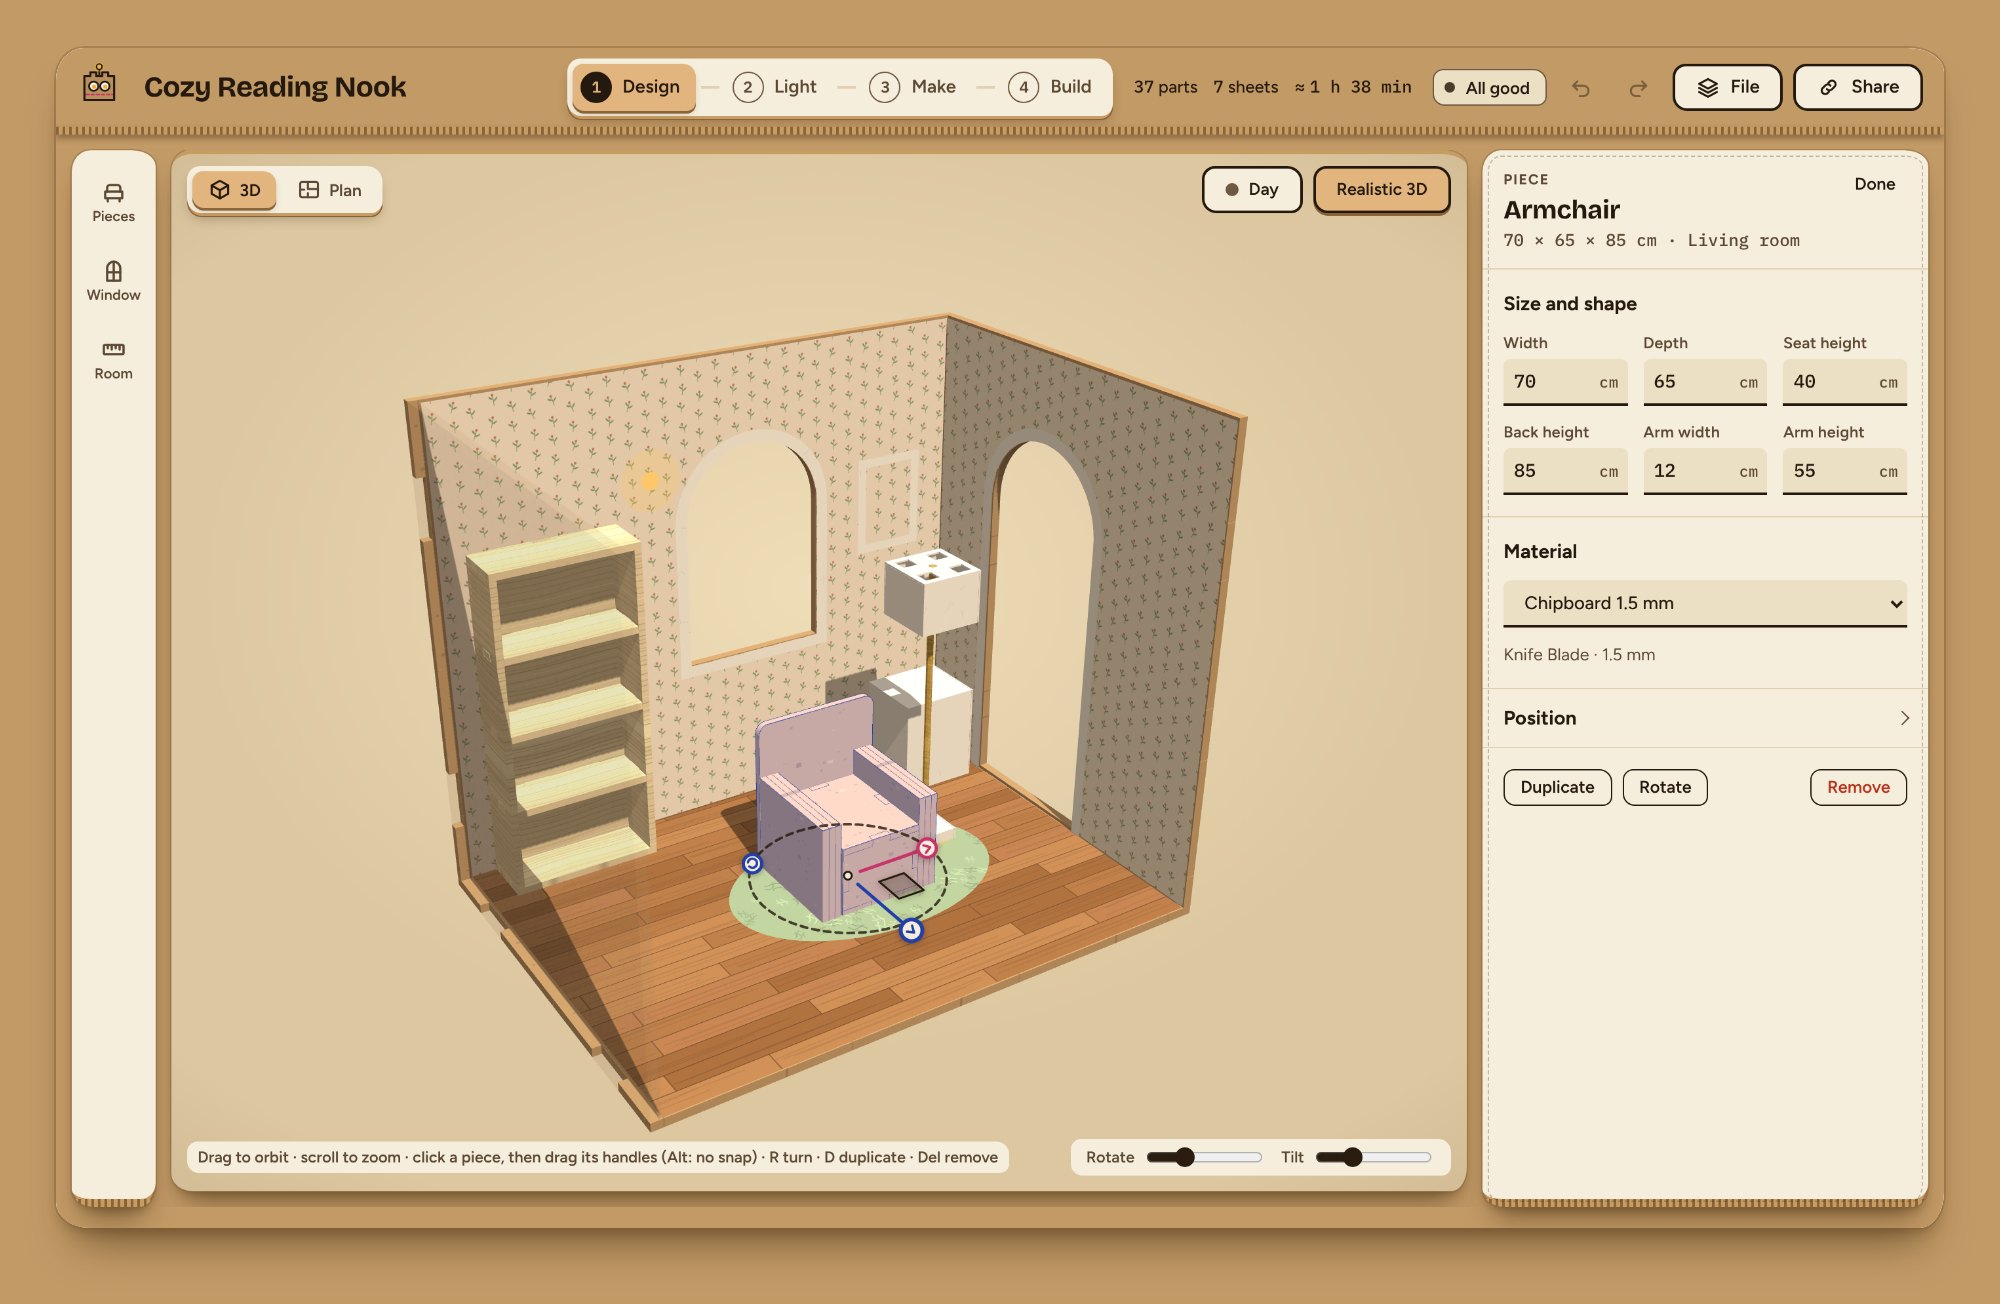 Cozy Reading Nook
1 Design
2 Light
3 Make
4 Build
37 parts 7 sheets ≈ 1 h 38 min
All good
File
Share
Pieces
Window
Room
3D
Plan
Day
Realistic 3D
Drag to orbit · scroll to zoom · click a piece, then drag its handles (Alt: no snap) · R turn · D duplicate · Del remove
Rotate
Tilt
PIECE
Done
Armchair
70 × 65 × 85 cm · Living room
Size and shape
Width Depth Seat height
70 cm 65 cm 40 cm
Back height Arm width Arm height
85 cm 12 cm 55 cm
Material
Chipboard 1.5 mm
Knife Blade · 1.5 mm
Position
Duplicate Rotate Remove